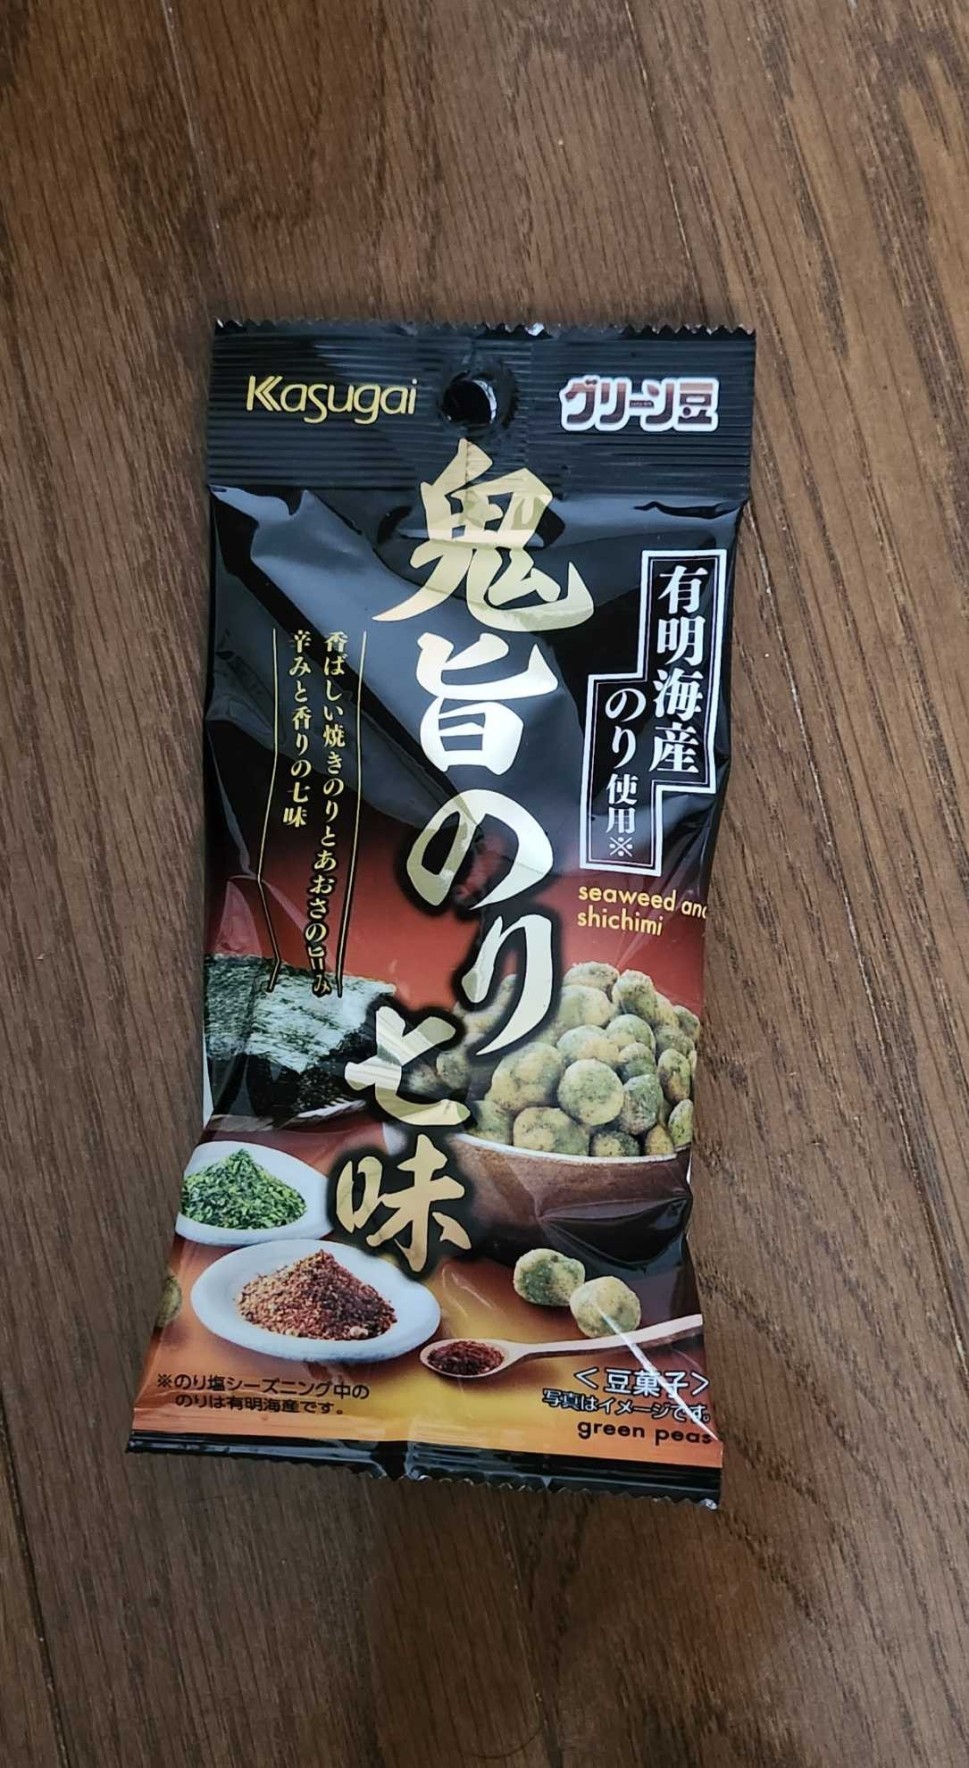 Kasugai
グリーン豆
鬼旨のり七味
有明海産
のり使用※
香ばしい焼きのりとあおさの旨み
辛みと香りの七味
seaweed and
shichimi
※のり塩シーズニング中の
のりは有明海産です。
<豆菓子>
写真はイメージです。
green peas